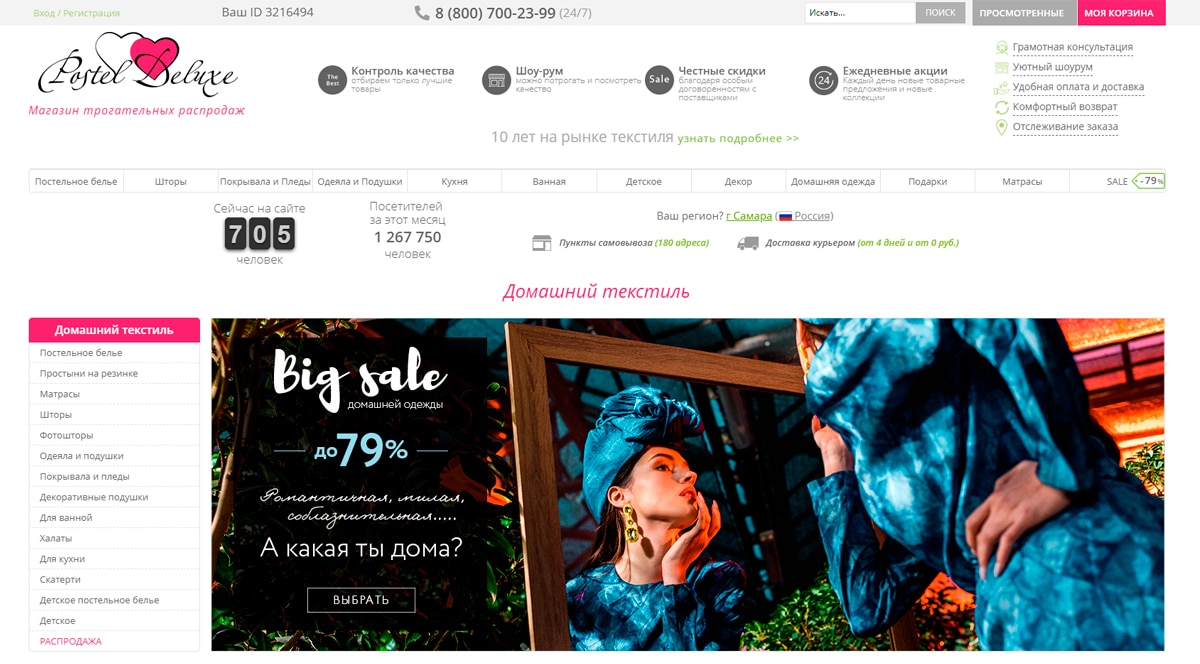 Вход / Регистрация
Ваш ID 3216494
8 (800) 700-23-99 (24/7)
Искать...
ПОИСК
ПРОСМОТРЕННЫЕ
МОЯ КОРЗИНА
Postel Deluxe
Магазин трогательных распродаж
The Best
Контроль качества
отбираем только лучшие
товары
Шоу-рум
можно потрогать и посмотреть
качество
Sale
Честные скидки
благодаря особым
договоренностям с
поставщиками
24
Ежедневные акции
Каждый день новые товарные
предложения и новые
коллекции
Грамотная консультация
Уютный шоурум
Удобная оплата и доставка
Комфортный возврат
Отслеживание заказа
10 лет на рынке текстиля узнать подробнее >>
Постельное белье
Шторы
Покрывала и Пледы
Одеяла и Подушки
Кухня
Ванная
Детское
Декор
Домашняя одежда
Подарки
Матрасы
SALE -79%
Сейчас на сайте
705
человек
Посетителей
за этот месяц
1 267 750
человек
Ваш регион? г Самара (Россия)
Пункты самовывоза (180 адреса)
Доставка курьером (от 4 дней и от 0 руб.)
Домашний текстиль
Домашний текстиль
Постельное белье
Простыни на резинке
Матрасы
Шторы
Фотошторы
Одеяла и подушки
Покрывала и пледы
Декоративные подушки
Для ванной
Халаты
Для кухни
Скатерти
Детское постельное белье
Детское
РАСПРОДАЖА
Big sale
домашней одежды
до 79%
Романтичная, милая,
соблазнительная.....
А какая ты дома?
ВЫБРАТЬ